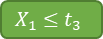 X₁ ≤ t₃